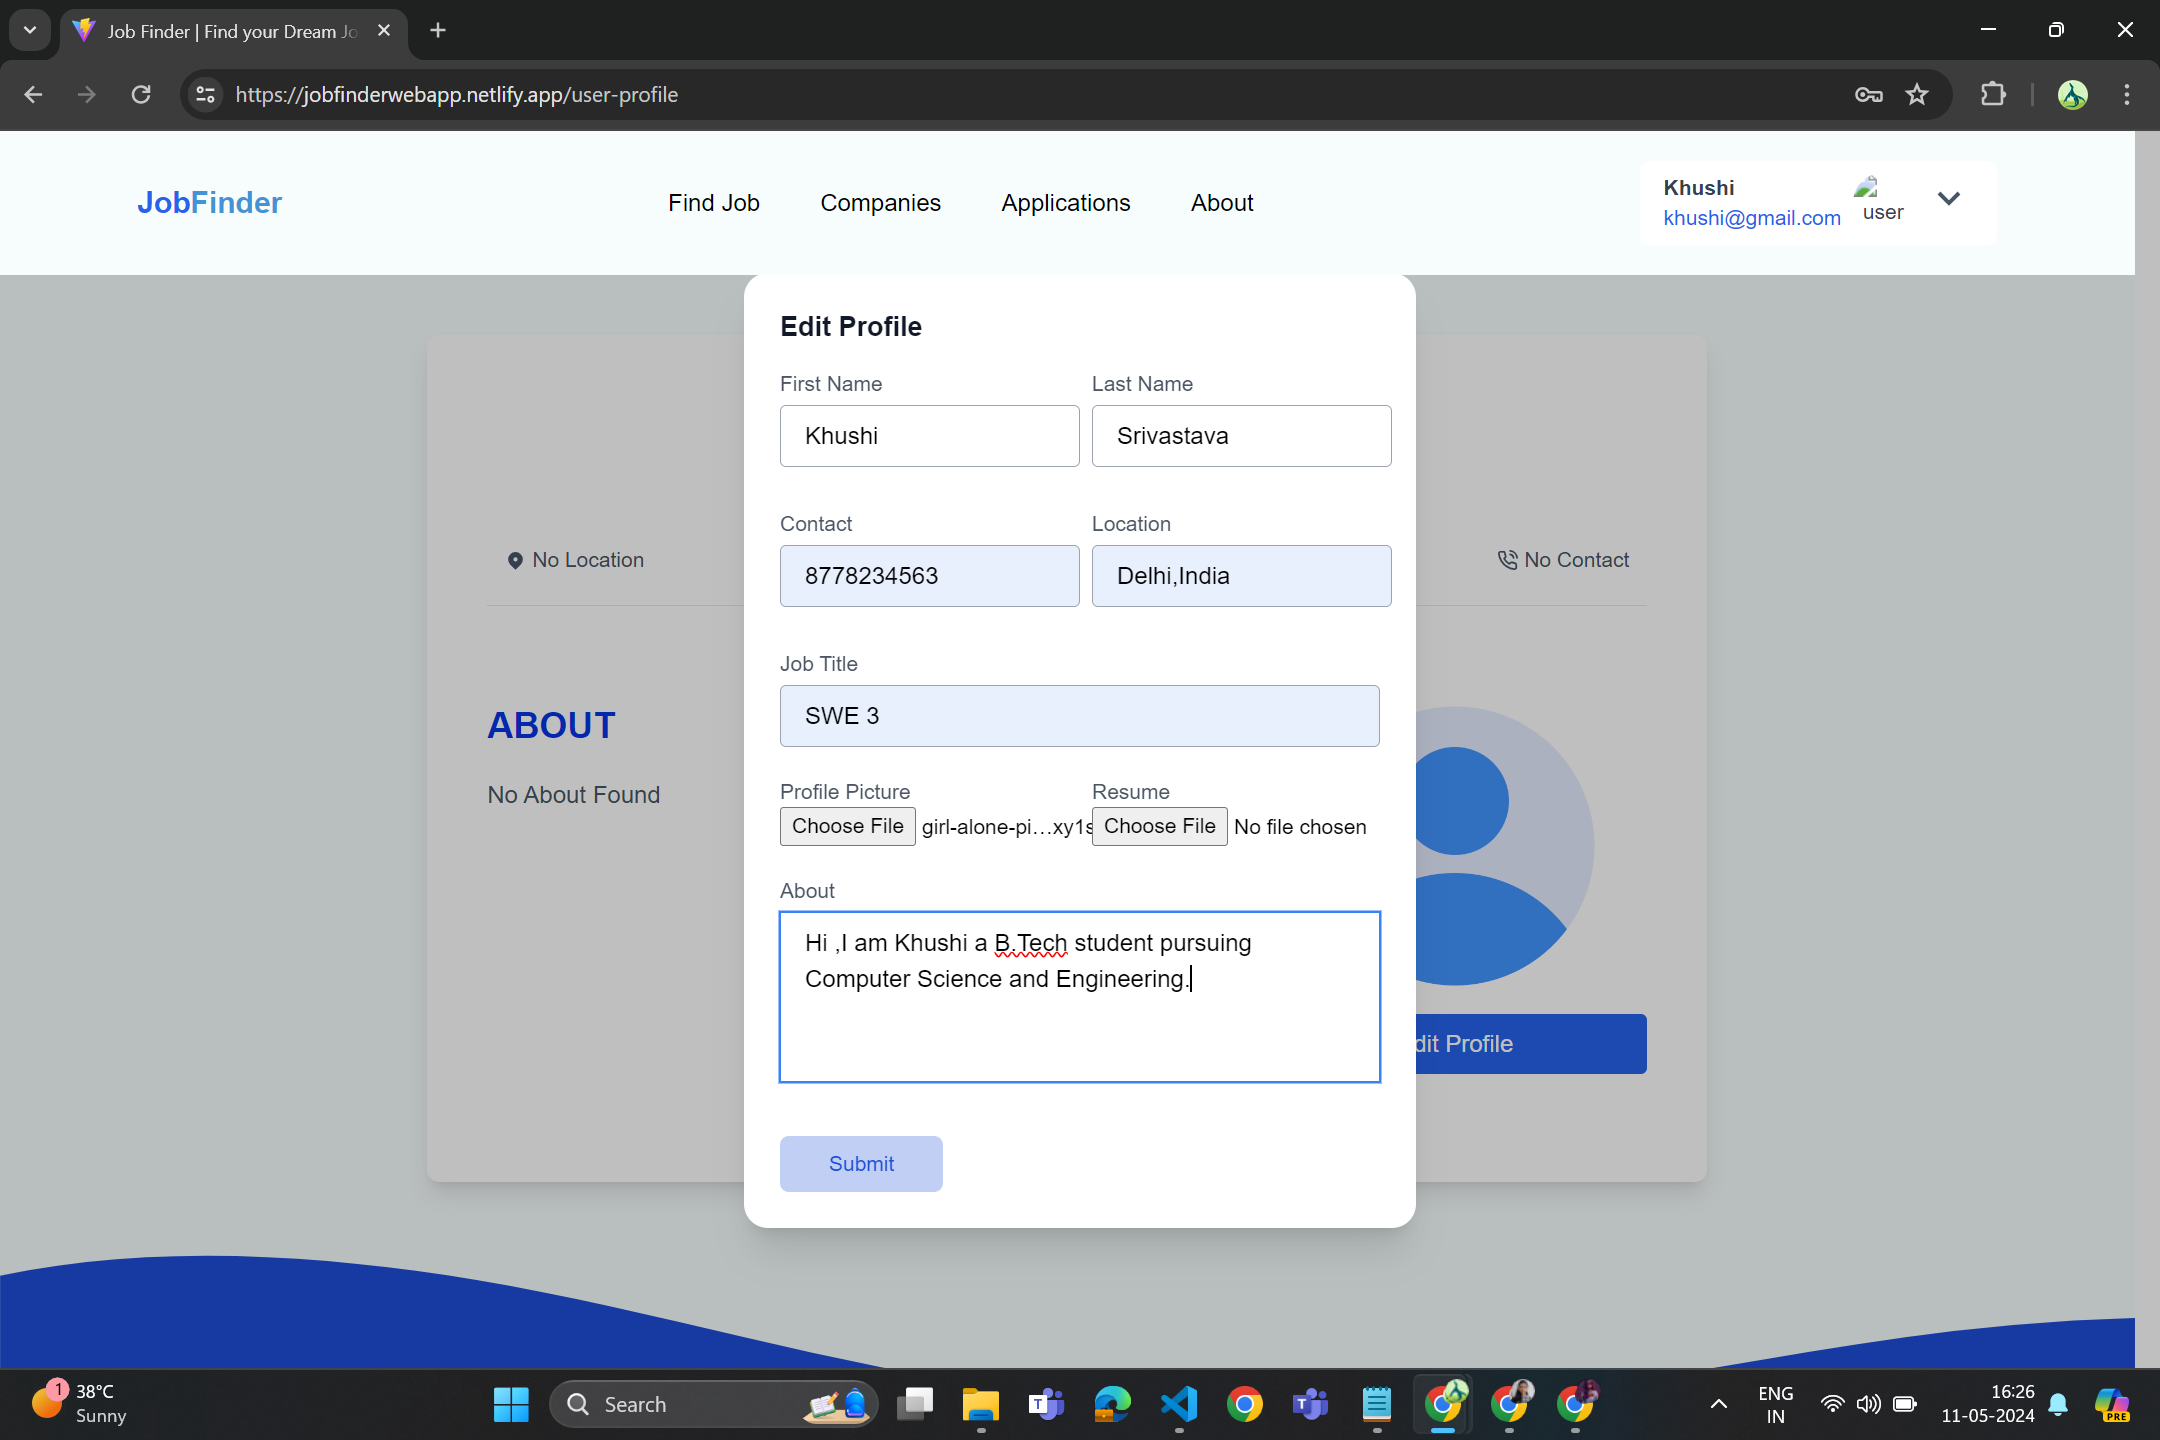 Job Finder | Find your Dream Jo
https://jobfinderwebapp.netlify.app/user-profile
JobFinder
Find Job
Companies
Applications
About
Khushi
khushi@gmail.com
user
Edit Profile
First Name
Last Name
Khushi
Srivastava
Contact
Location
8778234563
Delhi,India
No Location
No Contact
Job Title
SWE 3
ABOUT
No About Found
Profile Picture
Resume
Choose File girl-alone-pi...xy1s
Choose File No file chosen
About
Hi ,I am Khushi a B.Tech student pursuing
Computer Science and Engineering.
dit Profile
Submit
1
38°C
Sunny
Search
ENG
IN
16:26
11-05-2024
PRE